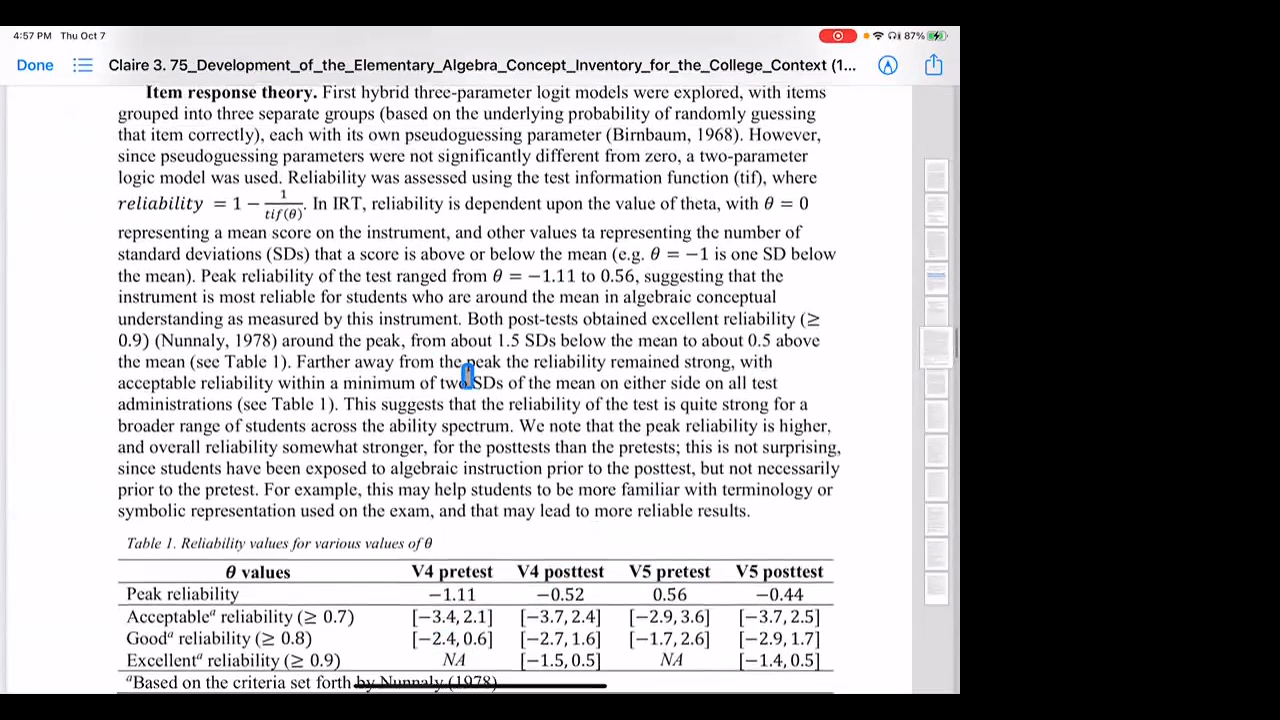 4:57 PM Thu Oct 7
87%
Done
Claire 3. 75_Development_of_the_Elementary_Algebra_Concept_Inventory_for_the_College_Context (1...
Item response theory. First hybrid three-parameter logit models were explored, with items
grouped into three separate groups (based on the underlying probability of randomly guessing
that item correctly), each with its own pseudoguessing parameter (Birnbaum, 1968). However,
since pseudoguessing parameters were not significantly different from zero, a two-parameter
logic model was used. Reliability was assessed using the test information function (tif), where
reliability = 1 − 1/tif(θ). In IRT, reliability is dependent upon the value of theta, with θ = 0
representing a mean score on the instrument, and other values ta representing the number of
standard deviations (SDs) that a score is above or below the mean (e.g. θ = −1 is one SD below
the mean). Peak reliability of the test ranged from θ = −1.11 to 0.56, suggesting that the
instrument is most reliable for students who are around the mean in algebraic conceptual
understanding as measured by this instrument. Both post-tests obtained excellent reliability (≥
0.9) (Nunnaly, 1978) around the peak, from about 1.5 SDs below the mean to about 0.5 above
the mean (see Table 1). Farther away from the peak the reliability remained strong, with
acceptable reliability within a minimum of two SDs of the mean on either side on all test
administrations (see Table 1). This suggests that the reliability of the test is quite strong for a
broader range of students across the ability spectrum. We note that the peak reliability is higher,
and overall reliability somewhat stronger, for the posttests than the pretests; this is not surprising,
since students have been exposed to algebraic instruction prior to the posttest, but not necessarily
prior to the pretest. For example, this may help students to be more familiar with terminology or
symbolic representation used on the exam, and that may lead to more reliable results.
Table 1. Reliability values for various values of θ
θ values V4 pretest V4 posttest V5 pretest V5 posttest
Peak reliability −1.11 −0.52 0.56 −0.44
Acceptableᵃ reliability (≥ 0.7) [−3.4, 2.1] [−3.7, 2.4] [−2.9, 3.6] [−3.7, 2.5]
Goodᵃ reliability (≥ 0.8) [−2.4, 0.6] [−2.7, 1.6] [−1.7, 2.6] [−2.9, 1.7]
Excellentᵃ reliability (≥ 0.9) NA [−1.5, 0.5] NA [−1.4, 0.5]
ᵃBased on the criteria set forth by Nunnaly (1978)